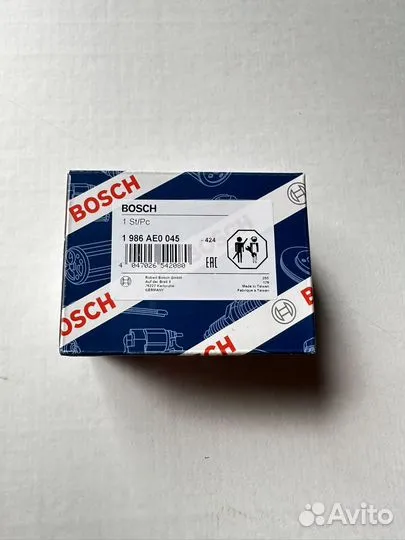 BOSCH
BOSCH
1 St/Pc
1 986 AE0 045
- 424
4 047026 542080
EAC
Robert Bosch GmbH
Auf der Breit 4
76227 Karlsruhe
GERMANY
Made in Taiwan
Fabriqué à Taiwan
BOSCH
BOSCH
Avito